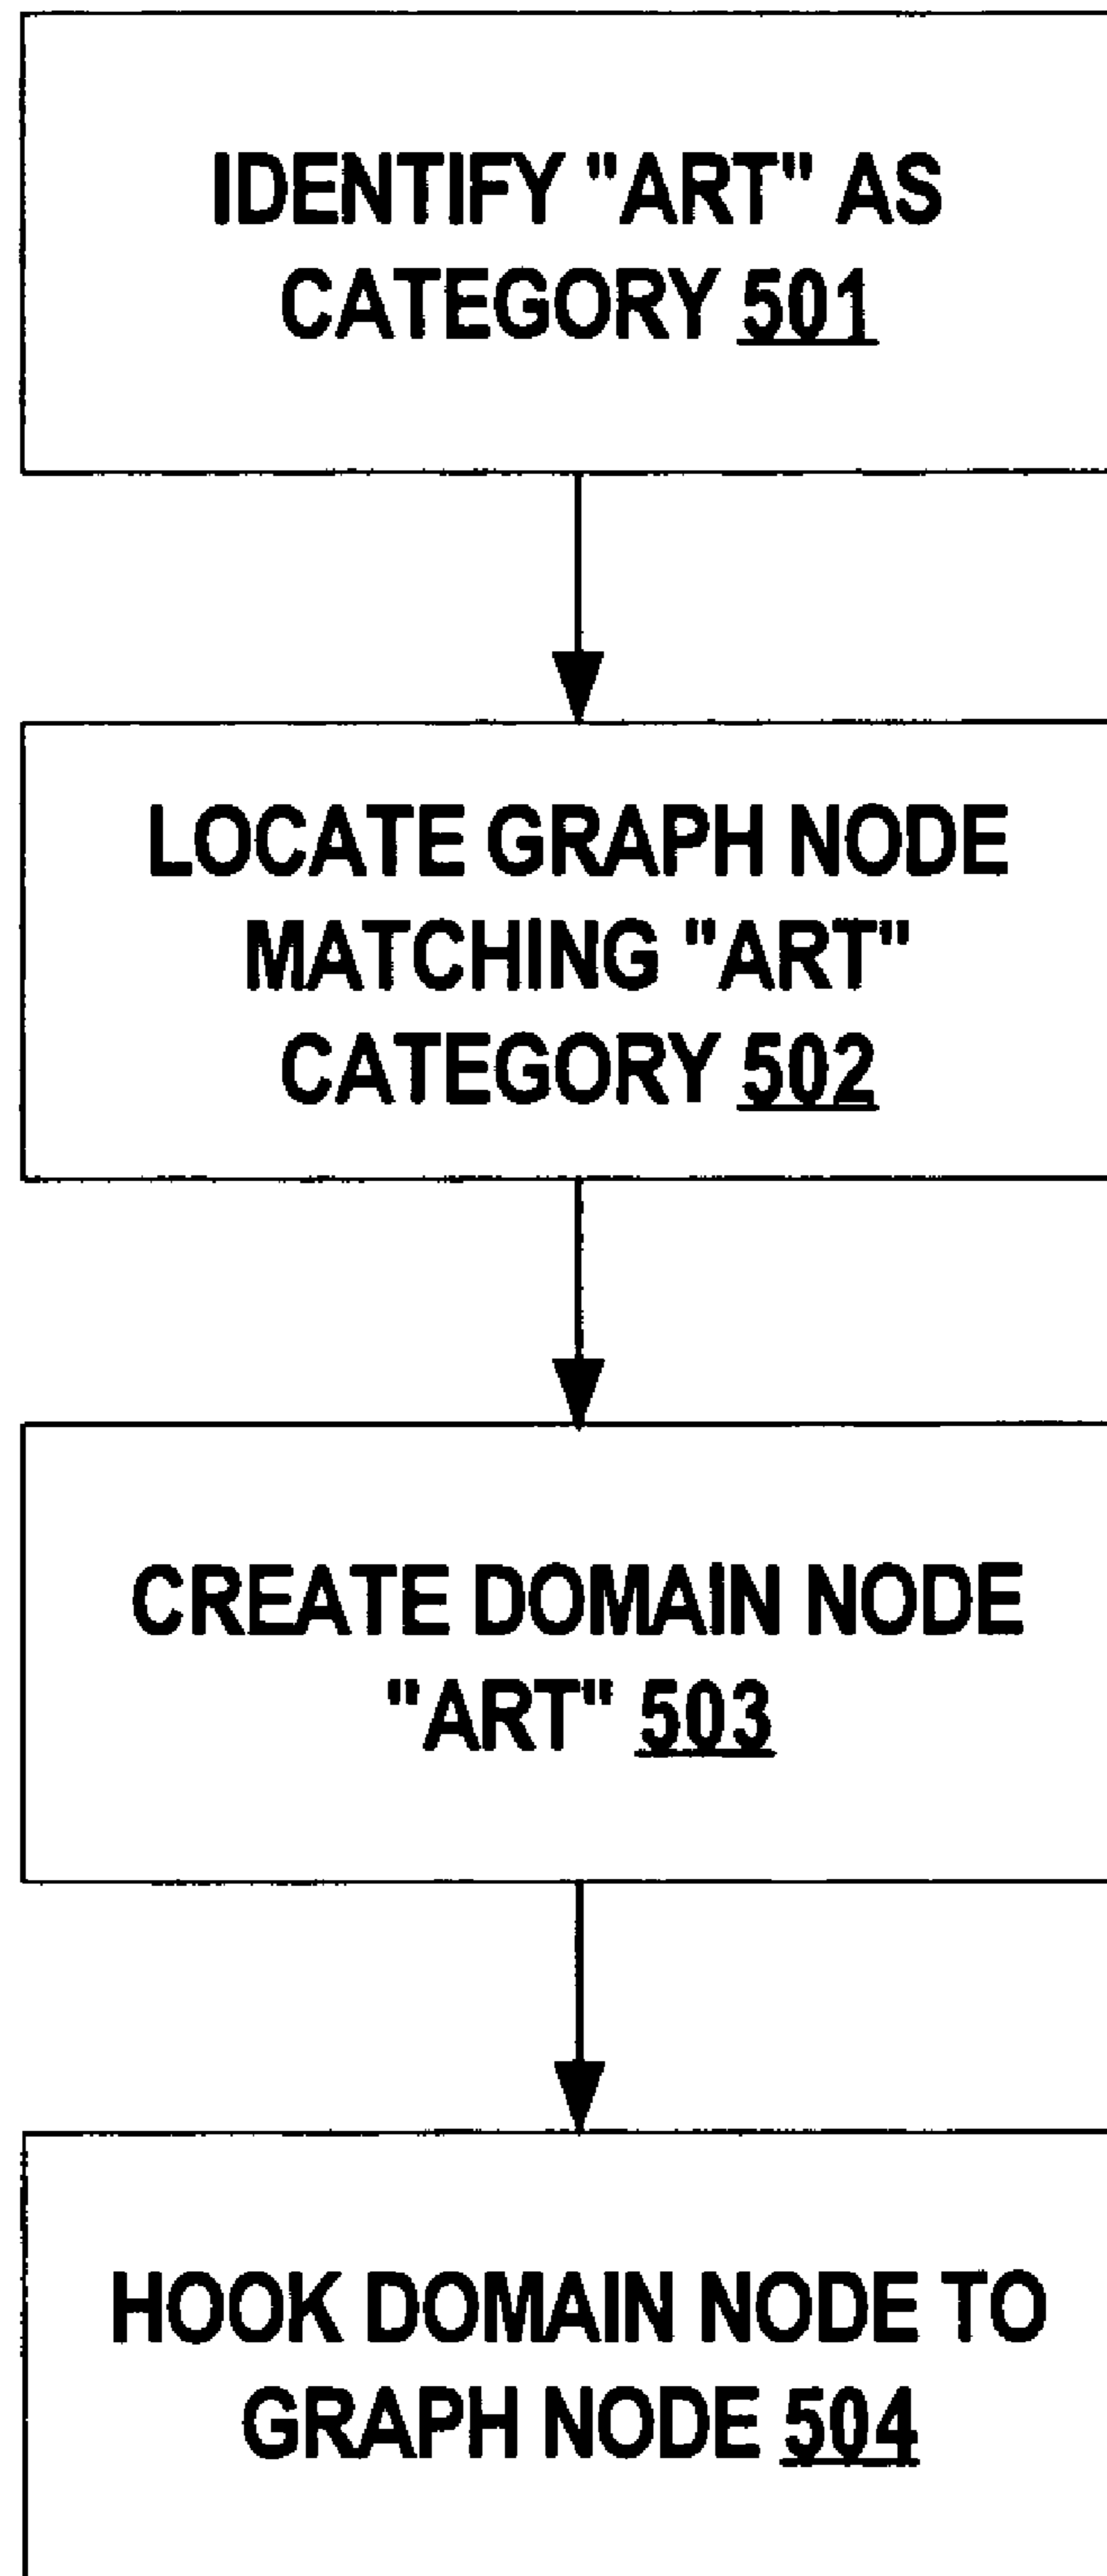 IDENTIFY "ART" AS
CATEGORY 501
LOCATE GRAPH NODE
MATCHING "ART"
CATEGORY 502
CREATE DOMAIN NODE
"ART" 503
HOOK DOMAIN NODE TO
GRAPH NODE 504